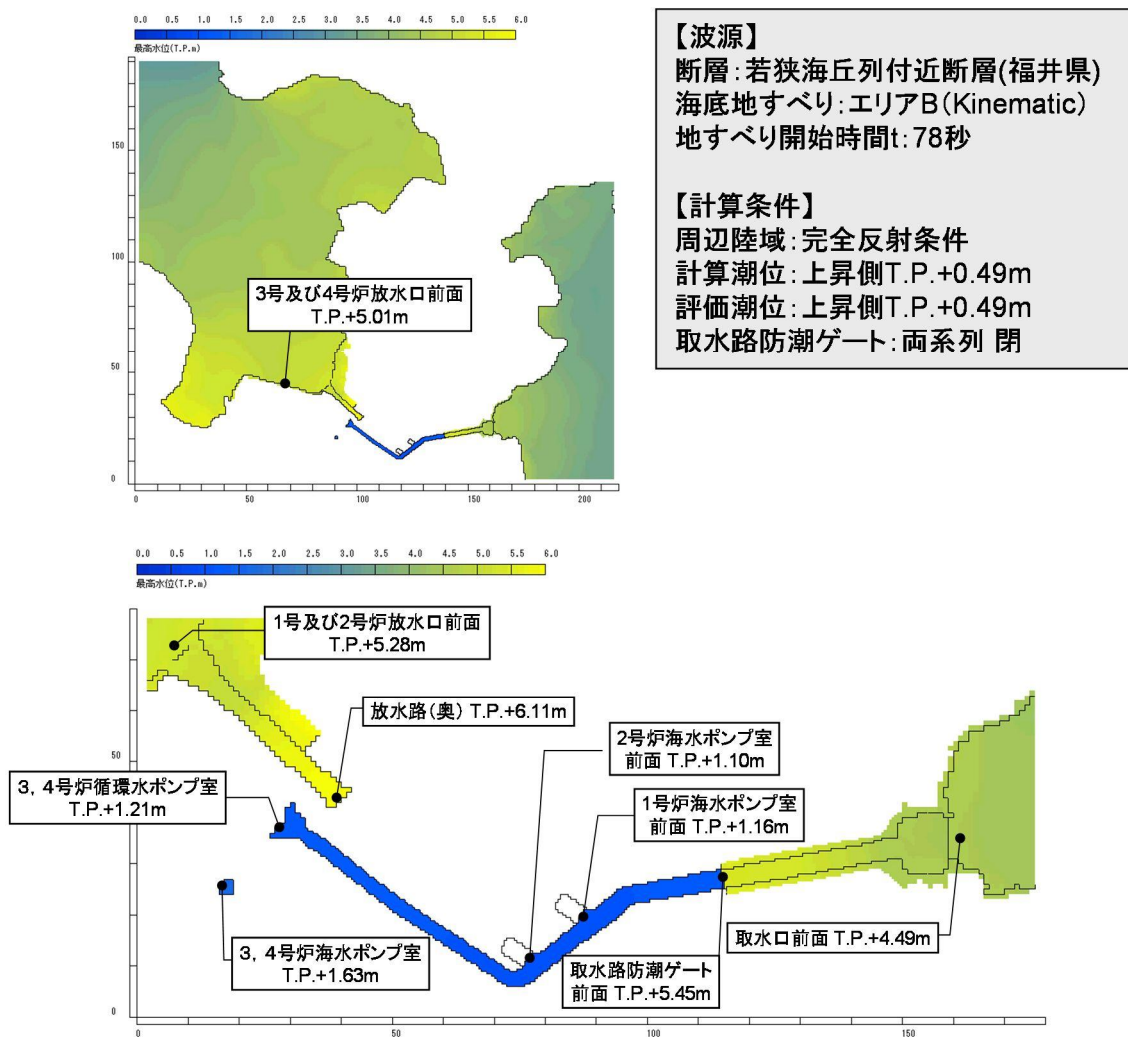 0.0 0.5 1.0 1.5 2.0 2.5 3.0 3.5 4.0 4.5 5.0 5.5 6.0
最高水位(T.P.m)
150
100
50
0
0 50 100 150 200
3号及び4号炉放水口前面
T.P.+5.01m
【波源】
断層:若狭海丘列付近断層(福井県)
海底地すべり:エリアB(Kinematic)
地すべり開始時間t:78秒
【計算条件】
周辺陸域:完全反射条件
計算潮位:上昇側T.P.+0.49m
評価潮位:上昇側T.P.+0.49m
取水路防潮ゲート:両系列 閉
0.0 0.5 1.0 1.5 2.0 2.5 3.0 3.5 4.0 4.5 5.0 5.5 6.0
最高水位(T.P.m)
1号及び2号炉放水口前面
T.P.+5.28m
放水路(奥) T.P.+6.11m
2号炉海水ポンプ室
前面 T.P.+1.10m
3,4号炉循環水ポンプ室
T.P.+1.21m
1号炉海水ポンプ室
前面 T.P.+1.16m
取水口前面 T.P.+4.49m
3,4号炉海水ポンプ室
T.P.+1.63m
取水路防潮ゲート
前面 T.P.+5.45m
50
0
0 50 100 150